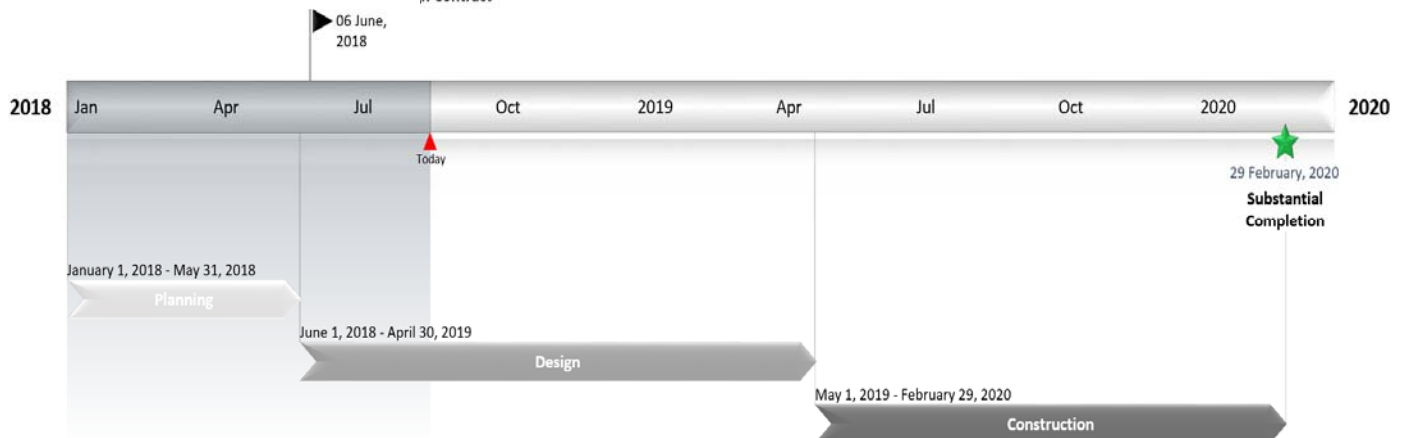 Contract
06 June,
2018
2018 Jan Apr Jul Oct 2019 Apr Jul Oct 2020 2020
Today
29 February, 2020
Substantial
Completion
January 1, 2018 - May 31, 2018
Planning
June 1, 2018 - April 30, 2019
Design
May 1, 2019 - February 29, 2020
Construction